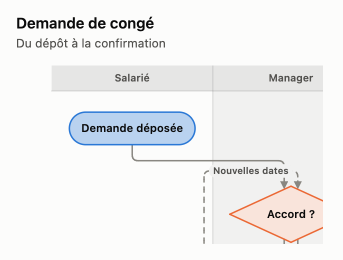 Demande de congé
Du dépôt à la confirmation
Salarié
Manager
Demande déposée
Nouvelles dates
Accord ?